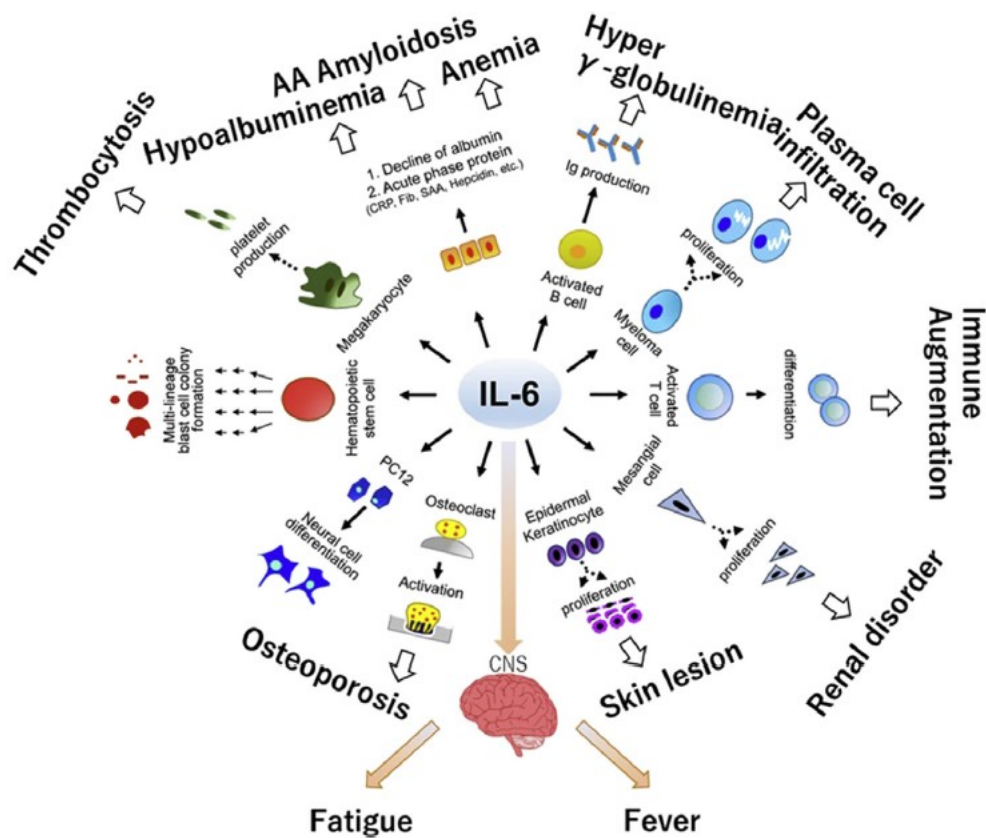 Thrombocytosis
AA Amyloidosis
Hypoalbuminemia
Anemia
Hyper
γ-globulinemia
Plasma cell
infiltration
1. Decline of albumin
2. Acute phase protein
(CRP, Fib, SAA, Hepcidin, etc.)
Ig production
Activated
B cell
platelet
production
Megakaryocyte
proliferation
Myeloma
cell
IL-6
Multi-lineage
blast cell colony
formation
Hematopoietic
stem cell
Activated
T cell
differentiation
Immune
Augmentation
PC12
Neural cell
differentiation
Osteoclast
Activation
Osteoporosis
Epidermal
Keratinocyte
proliferation
Skin lesion
Mesangial
cell
proliferation
Renal disorder
CNS
Fatigue
Fever